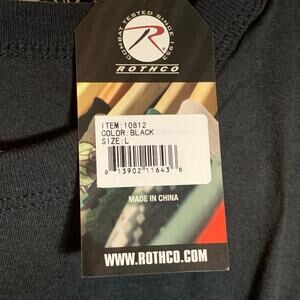 COMBAT TESTED SINCE 1953
R
ROTHCO
ITEM:10812
COLOR:BLACK
SIZE:L
6 13902 11643 6
MADE IN CHINA
WWW.ROTHCO.COM